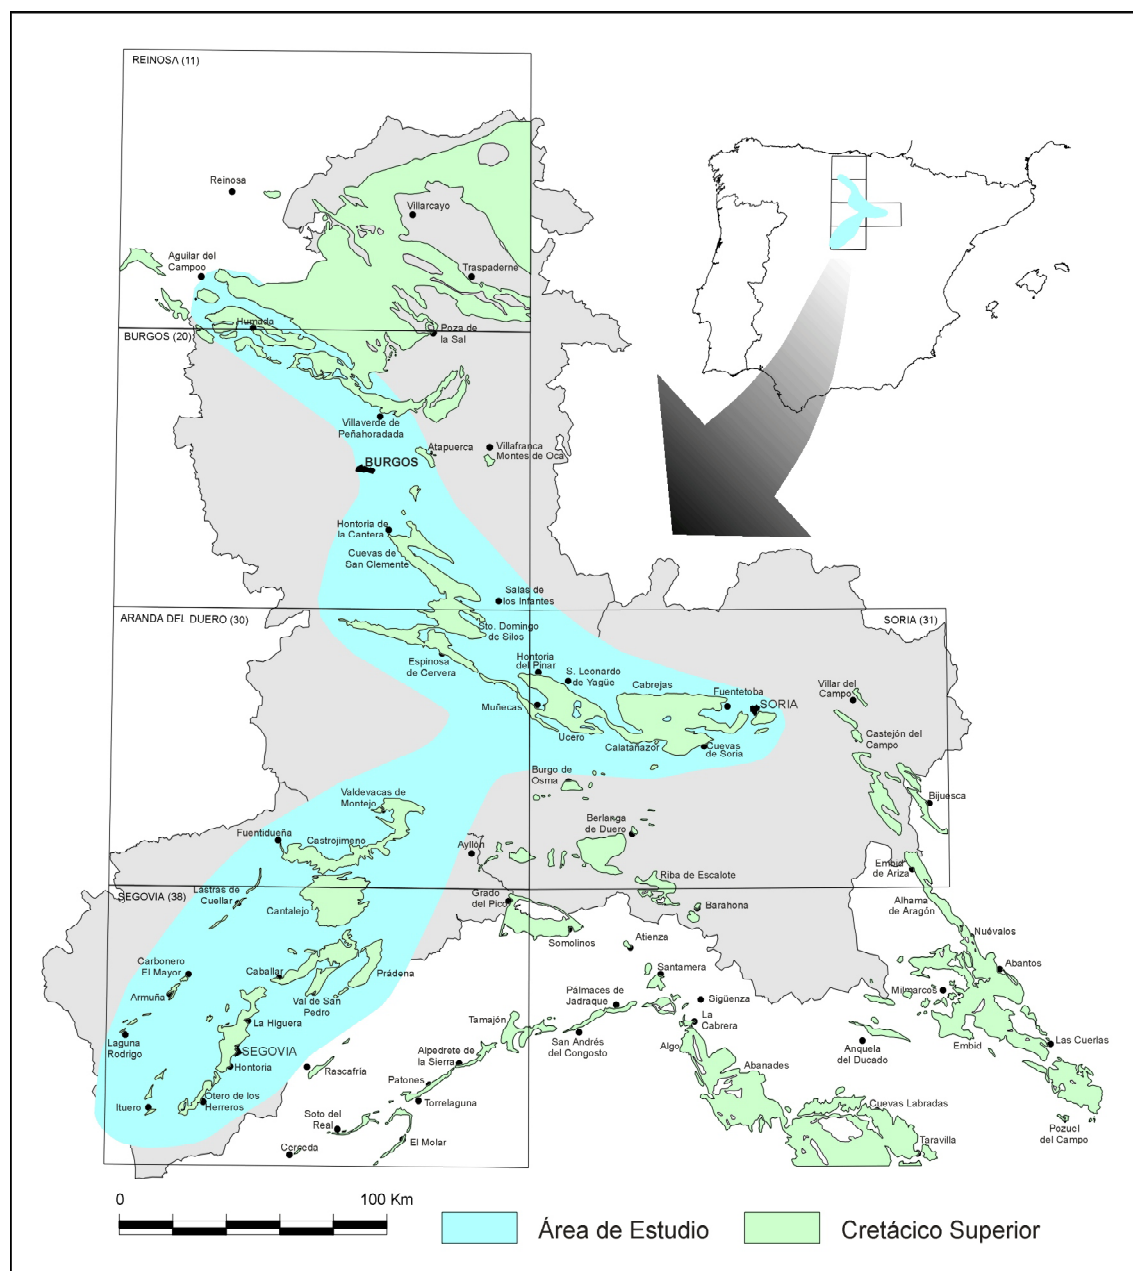 REINOSA (11)
Reinosa
Villarcayo
Aguilar del
Campoo
Traspaderne
Humada
BURGOS (20)
Poza de
la Sal
Villaverde de
Peñahoradada
Atapuerca
Villafranca
Montes de Oca
BURGOS
Hontoria de
la Cantera
Cuevas de
San Clemente
Salas de
los Infantes
ARANDA DEL DUERO (30)
SORIA (31)
Sto. Domingo
de Silos
Espinosa
de Cervera
Hontoria
del Pinar
S. Leonardo
de Yagüe
Cabrejas
Fuentetoba
SORIA
Villar del
Campo
Muñecas
Ucero
Calatañazor
Cuevas
de Soria
Castejón del
Campo
Burgo de
Osma
Valdevacas de
Montejo
Bijuesca
Fuentidueña
Castrojimeno
Berlanga
de Duero
Ayllón
Embid
de Ariza
Riba de Escalote
SEGOVIA (38)
Lastras de
Cuellar
Cantalejo
Grado
del Pico
Barahona
Alhama
de Aragón
Somolinos
Atienza
Nuévalos
Carbonero
El Mayor
Caballar
Prádena
Santamera
Abantos
Armuña
Val de San
Pedro
Pálmaces de
Jadraque
Sigüenza
Milmarcos
La Higuera
Tamajón
La
Cabrera
Laguna
Rodrigo
SEGOVIA
San Andrés
del Congosto
Algo
Anquela
del Ducado
Embid
Las Cuerlas
Hontoria
Rascafría
Alpedrete de
la Sierra
Abanades
Patones
Ituero
Otero de los
Herreros
Torrelaguna
Cuevas Labradas
Soto del
Real
El Molar
Pozuel
del Campo
Taravilla
Cerceda
0
100 Km
Área de Estudio
Cretácico Superior